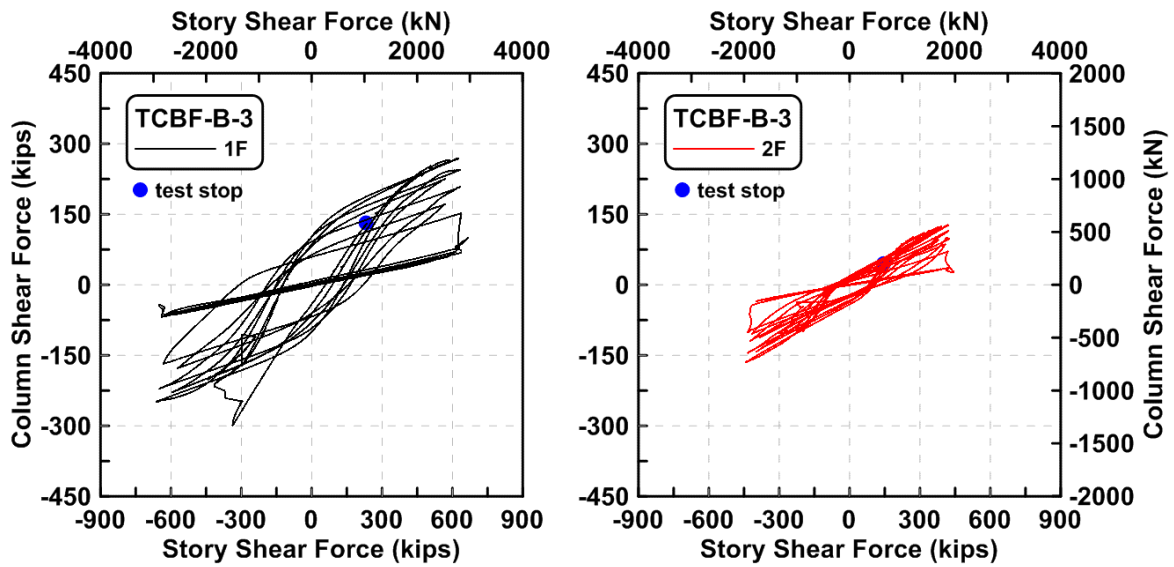 Story Shear Force (kN)
-4000 -2000 0 2000 4000
450
300
150
0
-150
-300
-450
Column Shear Force (kips)
TCBF-B-3
1F
test stop
-900 -600 -300 0 300 600 900
Story Shear Force (kips)
Story Shear Force (kN)
-4000 -2000 0 2000 4000
450
300
150
0
-150
-300
-450
TCBF-B-3
2F
test stop
2000
1500
1000
500
0
-500
-1000
-1500
-2000
Column Shear Force (kN)
-900 -600 -300 0 300 600 900
Story Shear Force (kips)